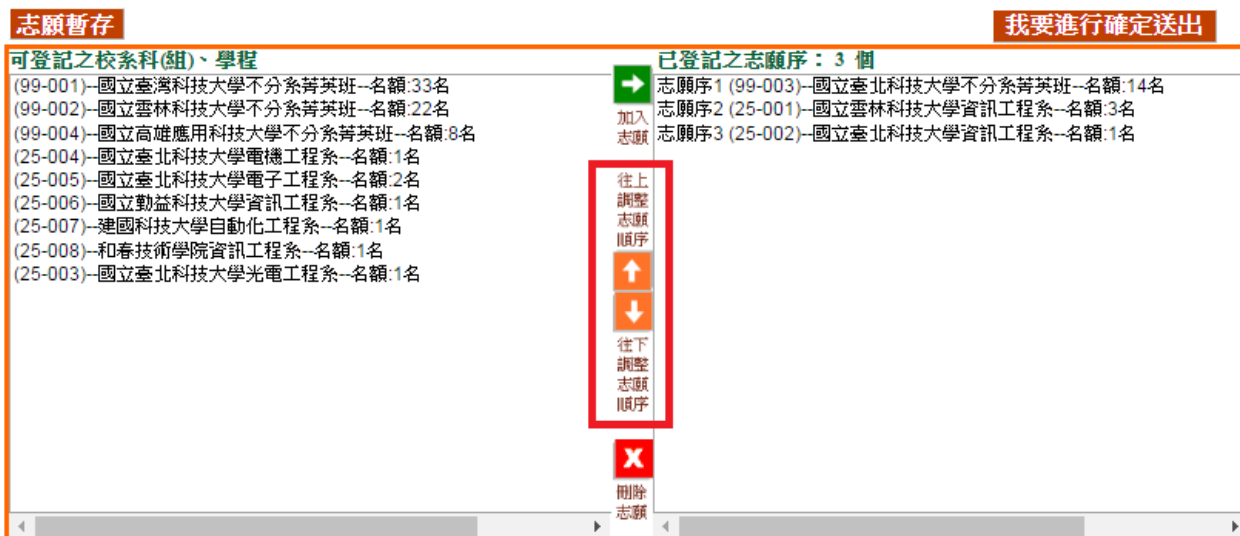 志願暫存
我要進行確定送出
可登記之校系科(組)、學程
(99-001)--國立臺灣科技大學不分系菁英班--名額:33名
(99-002)--國立雲林科技大學不分系菁英班--名額:22名
(99-004)--國立高雄應用科技大學不分系菁英班--名額:8名
(25-004)--國立臺北科技大學電機工程系--名額:1名
(25-005)--國立臺北科技大學電子工程系--名額:2名
(25-006)--國立勤益科技大學資訊工程系--名額:1名
(25-007)--建國科技大學自動化工程系--名額:1名
(25-008)--和春技術學院資訊工程系--名額:1名
(25-003)--國立臺北科技大學光電工程系--名額:1名
加入
志願
往上
調整
志願
順序
往下
調整
志願
順序
X
刪除
志願
已登記之志願序：3 個
志願序1 (99-003)--國立臺北科技大學不分系菁英班--名額:14名
志願序2 (25-001)--國立雲林科技大學資訊工程系--名額:3名
志願序3 (25-002)--國立臺北科技大學資訊工程系--名額:1名